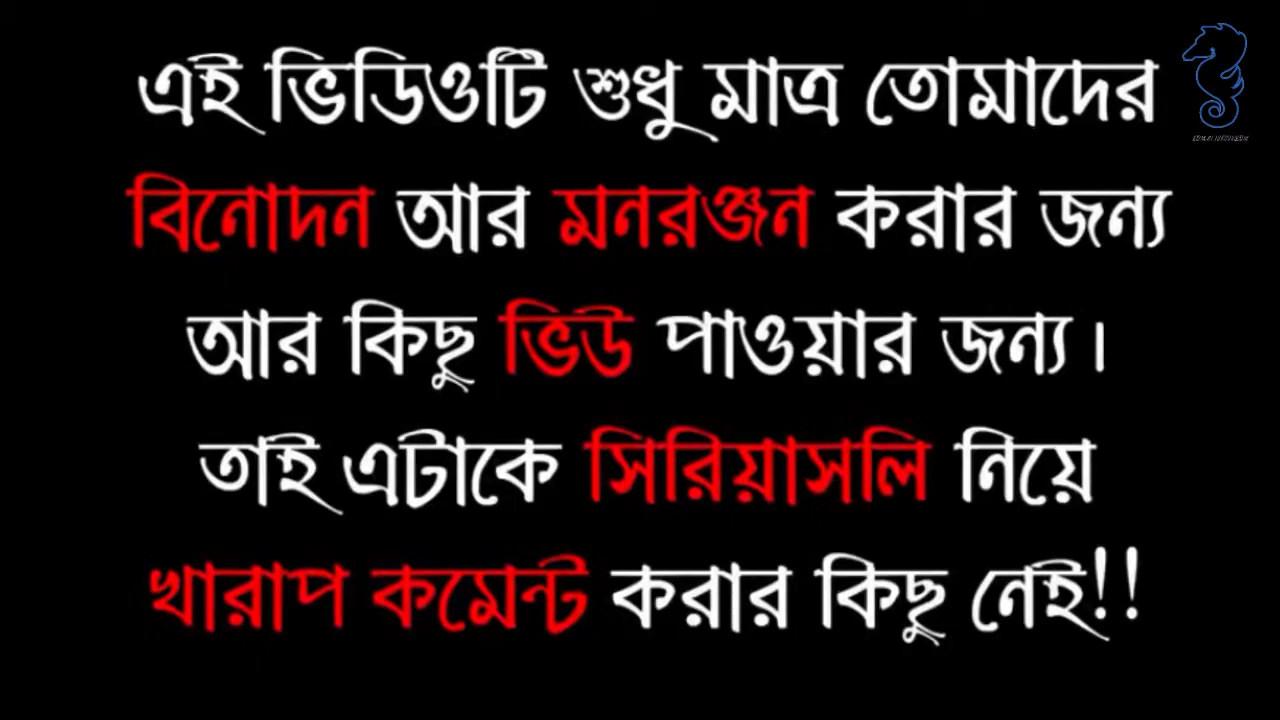 এই ভিডিওটি শুধু মাত্র তোমাদের
বিনোদন আর মনরঞ্জন করার জন্য
আর কিছু ভিউ পাওয়ার জন্য।
তাই এটাকে সিরিয়াসলি নিয়ে
খারাপ কমেন্ট করার কিছু নেই!!